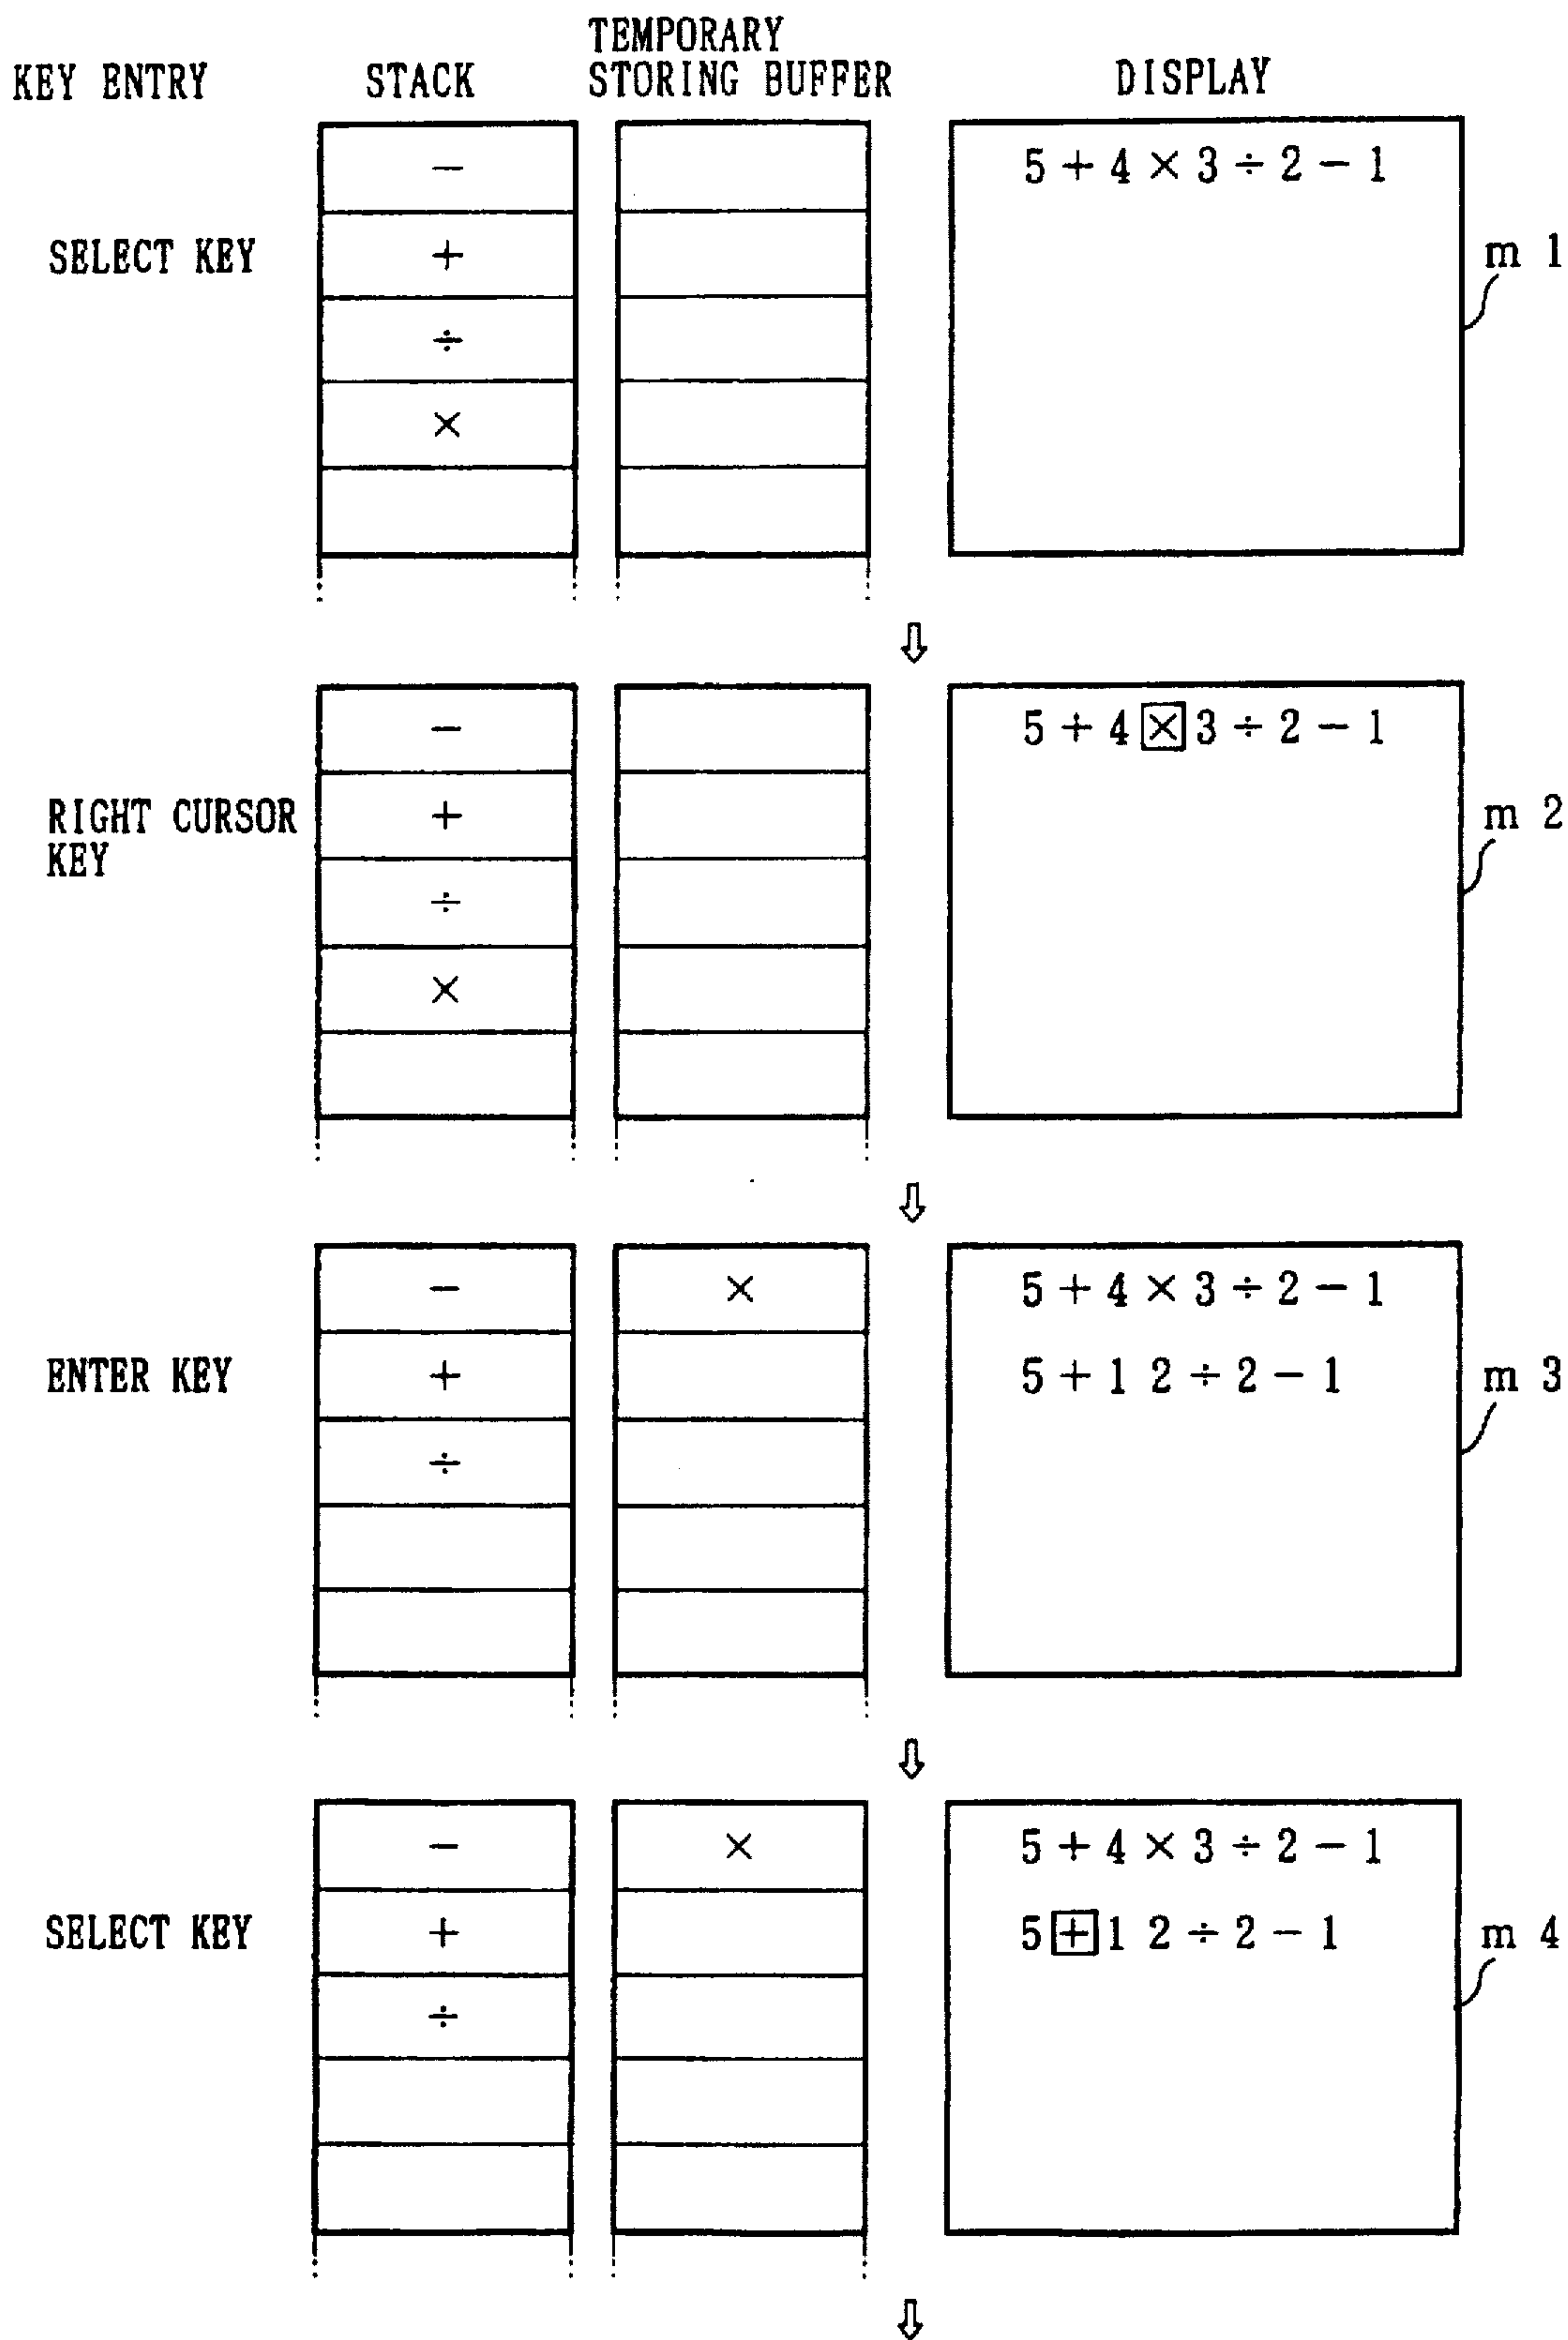 KEY ENTRY STACK TEMPORARY STORING BUFFER DISPLAY
−
5 + 4 × 3 ÷ 2 − 1
SELECT KEY
+
m 1
÷
×
⇩
−
5 + 4 × 3 ÷ 2 − 1
RIGHT CURSOR KEY
+
m 2
÷
×
⇩
−
×
5 + 4 × 3 ÷ 2 − 1
ENTER KEY
+
5 + 1 2 ÷ 2 − 1
m 3
÷
⇩
−
×
5 + 4 × 3 ÷ 2 − 1
SELECT KEY
+
5 + 1 2 ÷ 2 − 1
m 4
÷
⇩